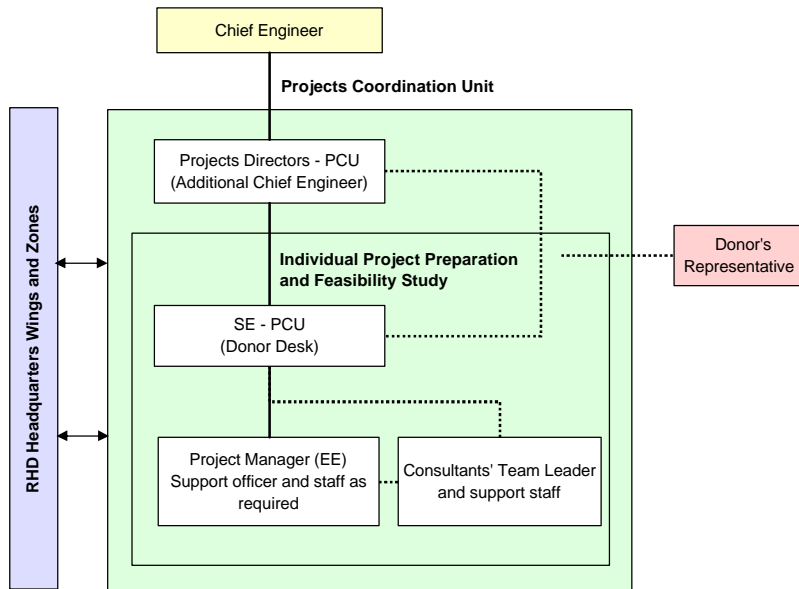 Chief Engineer
Projects Coordination Unit
Projects Directors - PCU
(Additional Chief Engineer)
RHD Headquarters Wings and Zones
Individual Project Preparation
and Feasibility Study
Donor's
Representative
SE - PCU
(Donor Desk)
Project Manager (EE)
Support officer and staff as
required
Consultants' Team Leader
and support staff